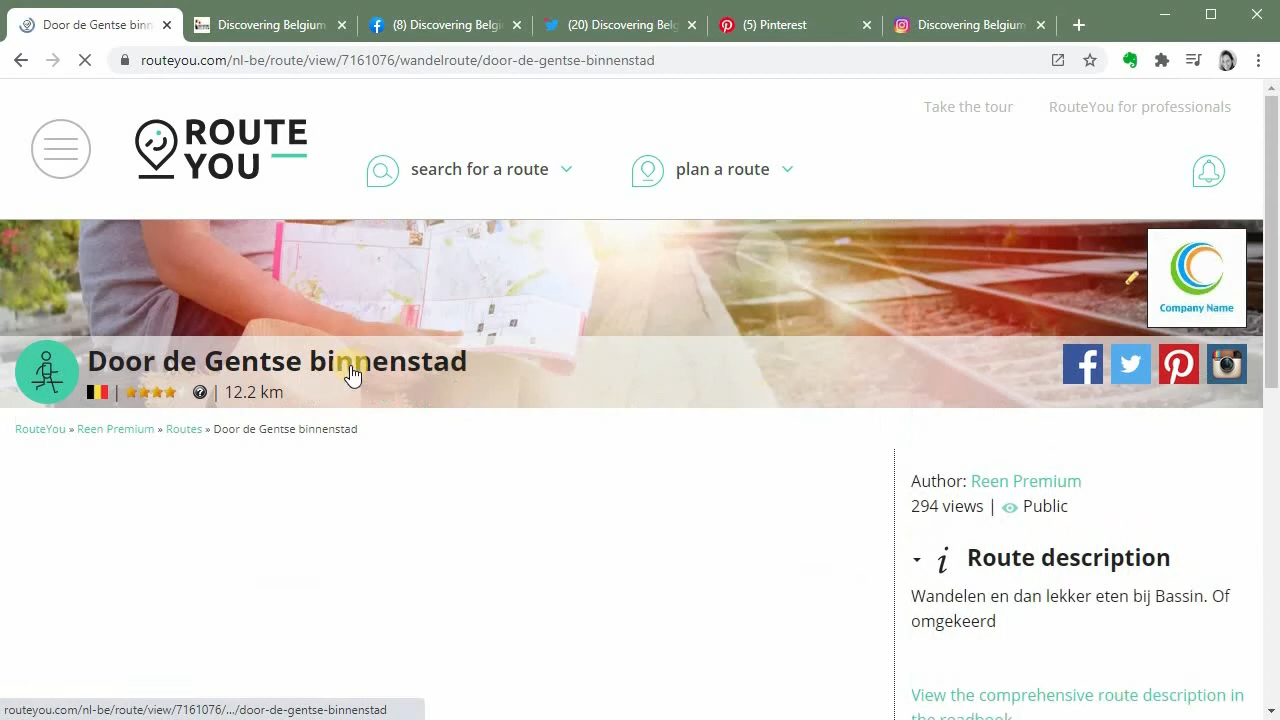 Door de Gentse binn
Discovering Belgium
(8) Discovering Belgi
(20) Discovering Belg
(5) Pinterest
Discovering Belgium
routeyou.com/nl-be/route/view/7161076/wandelroute/door-de-gentse-binnenstad
Take the tour
RouteYou for professionals
ROUTE
YOU
search for a route
plan a route
Company Name
Door de Gentse binnenstad
| | 12.2 km
RouteYou » Reen Premium » Routes » Door de Gentse binnenstad
Author: Reen Premium
294 views | Public
i Route description
Wandelen en dan lekker eten bij Bassin. Of
omgekeerd
View the comprehensive route description in
the roadbook
routeyou.com/nl-be/route/view/7161076/.../door-de-gentse-binnenstad